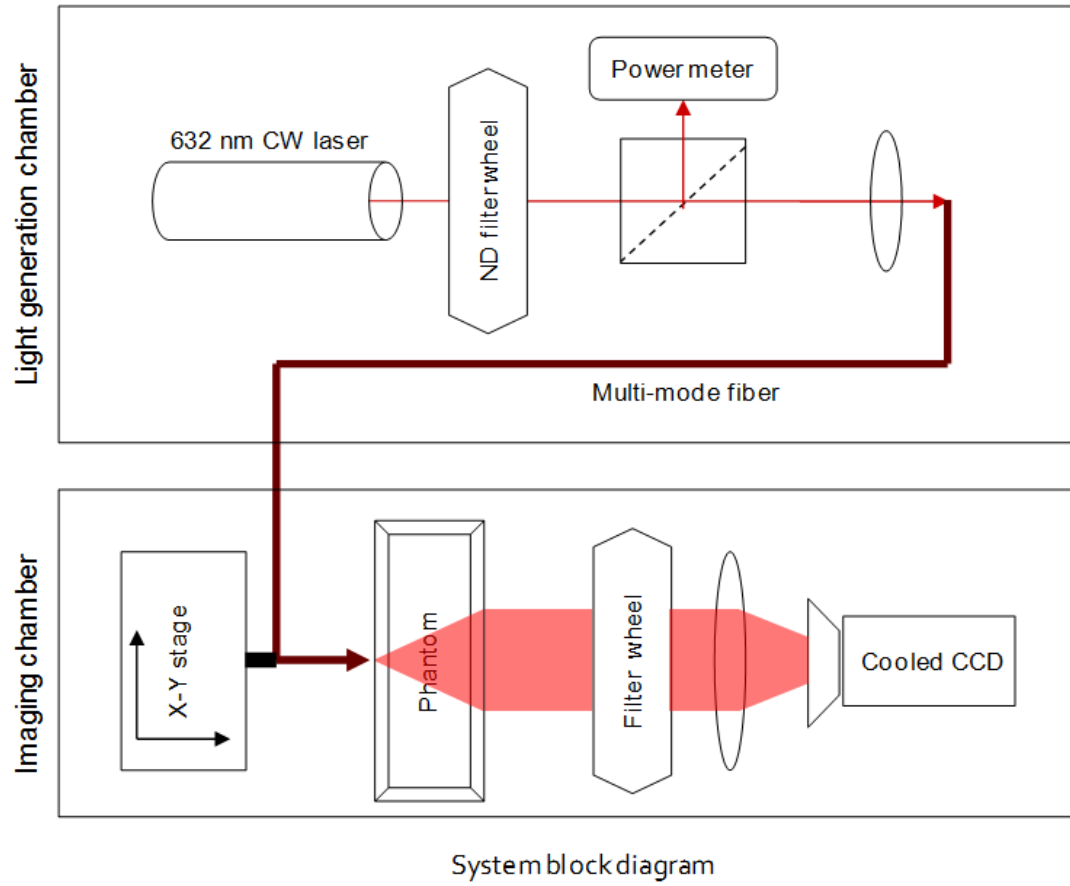 Light generation chamber
632 nm CW laser
ND filter wheel
Power meter
Multi-mode fiber
Imaging chamber
X-Y stage
Phantom
Filter wheel
Cooled CCD
System block diagram